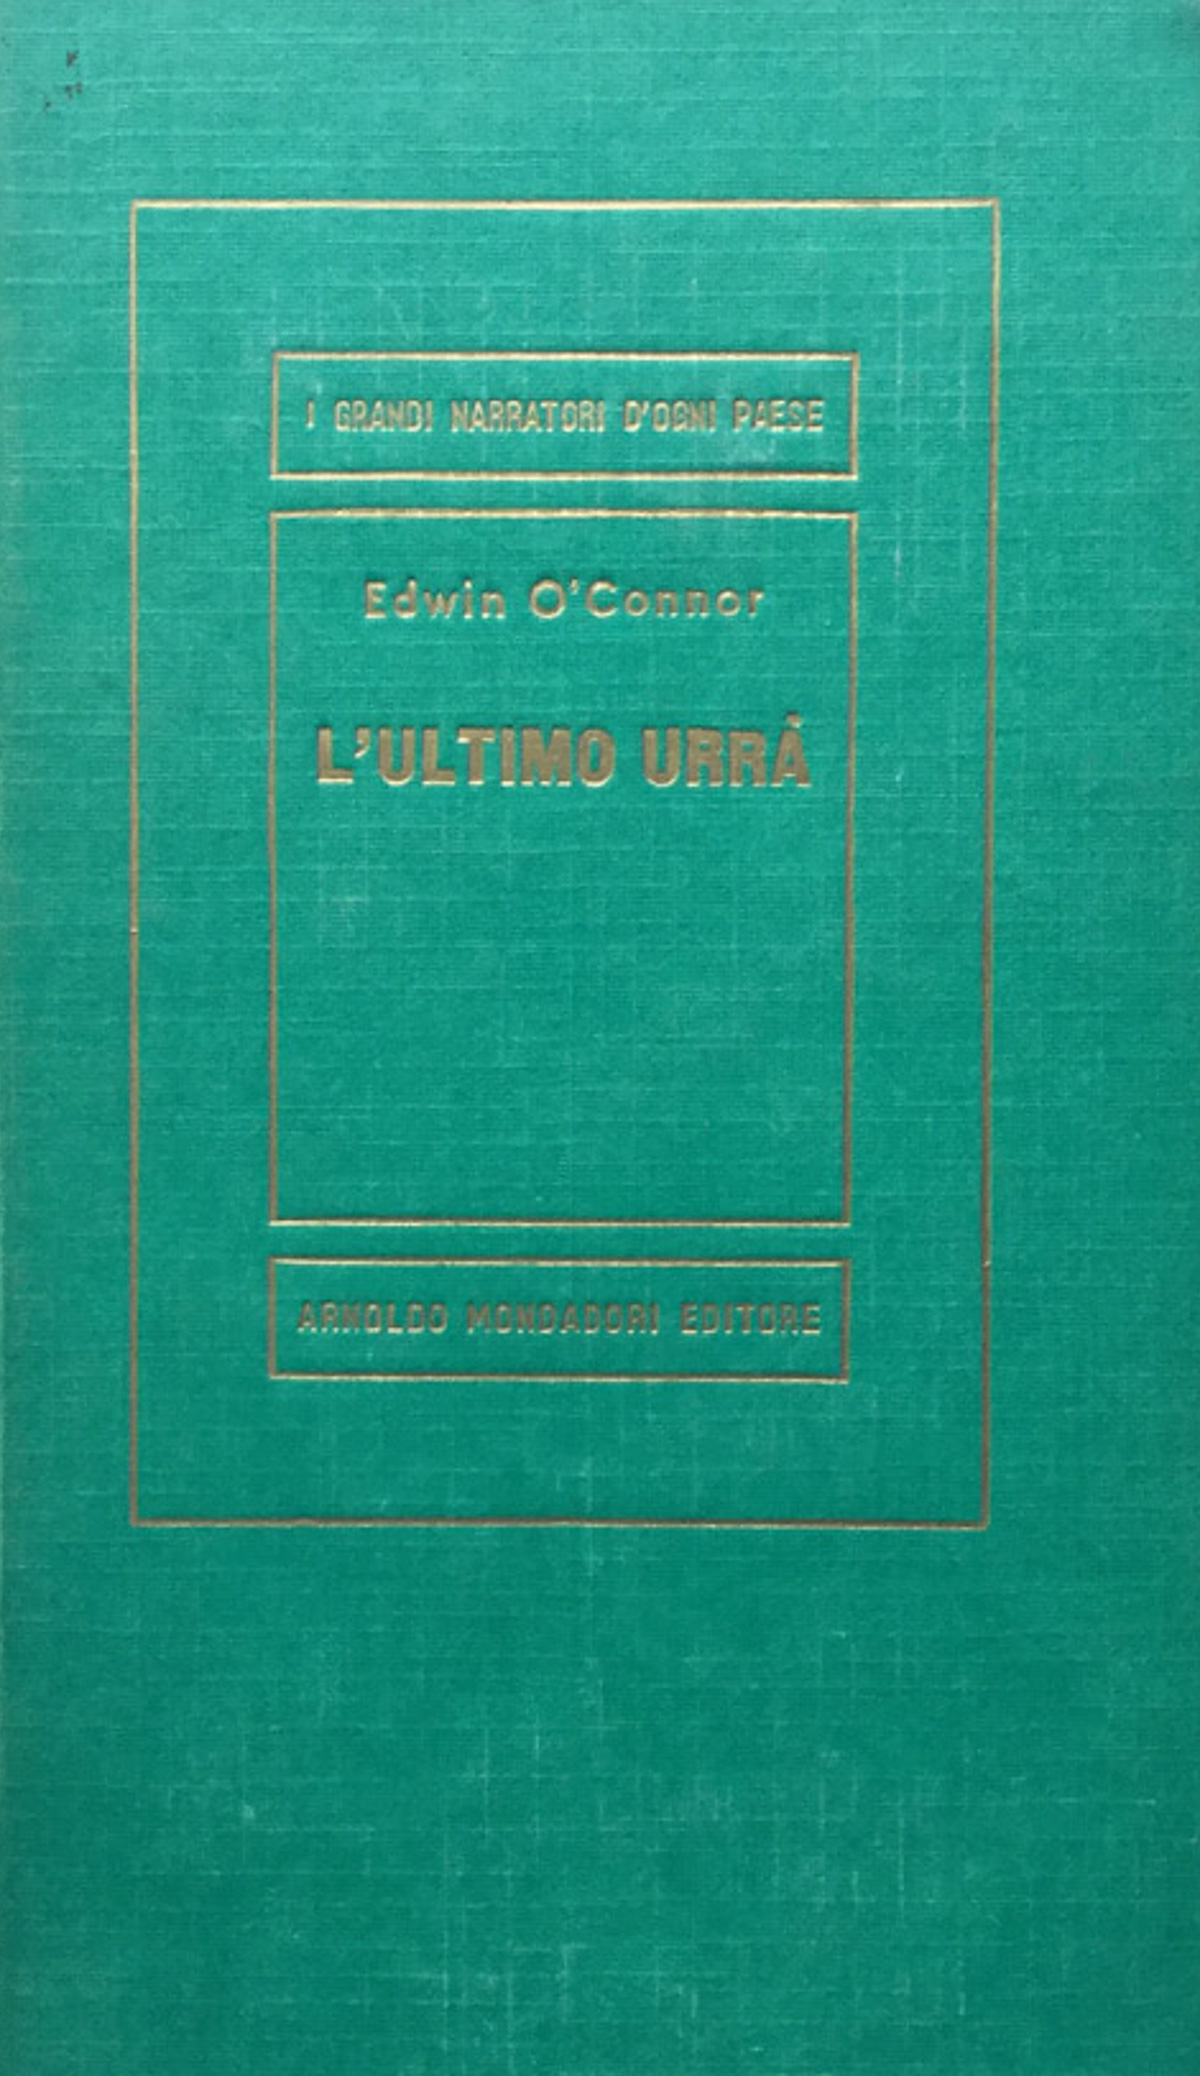 I GRANDI NARRATORI D'OGNI PAESE
Edwin O'Connor
L'ULTIMO URRÀ
ARNOLDO MONDADORI EDITORE